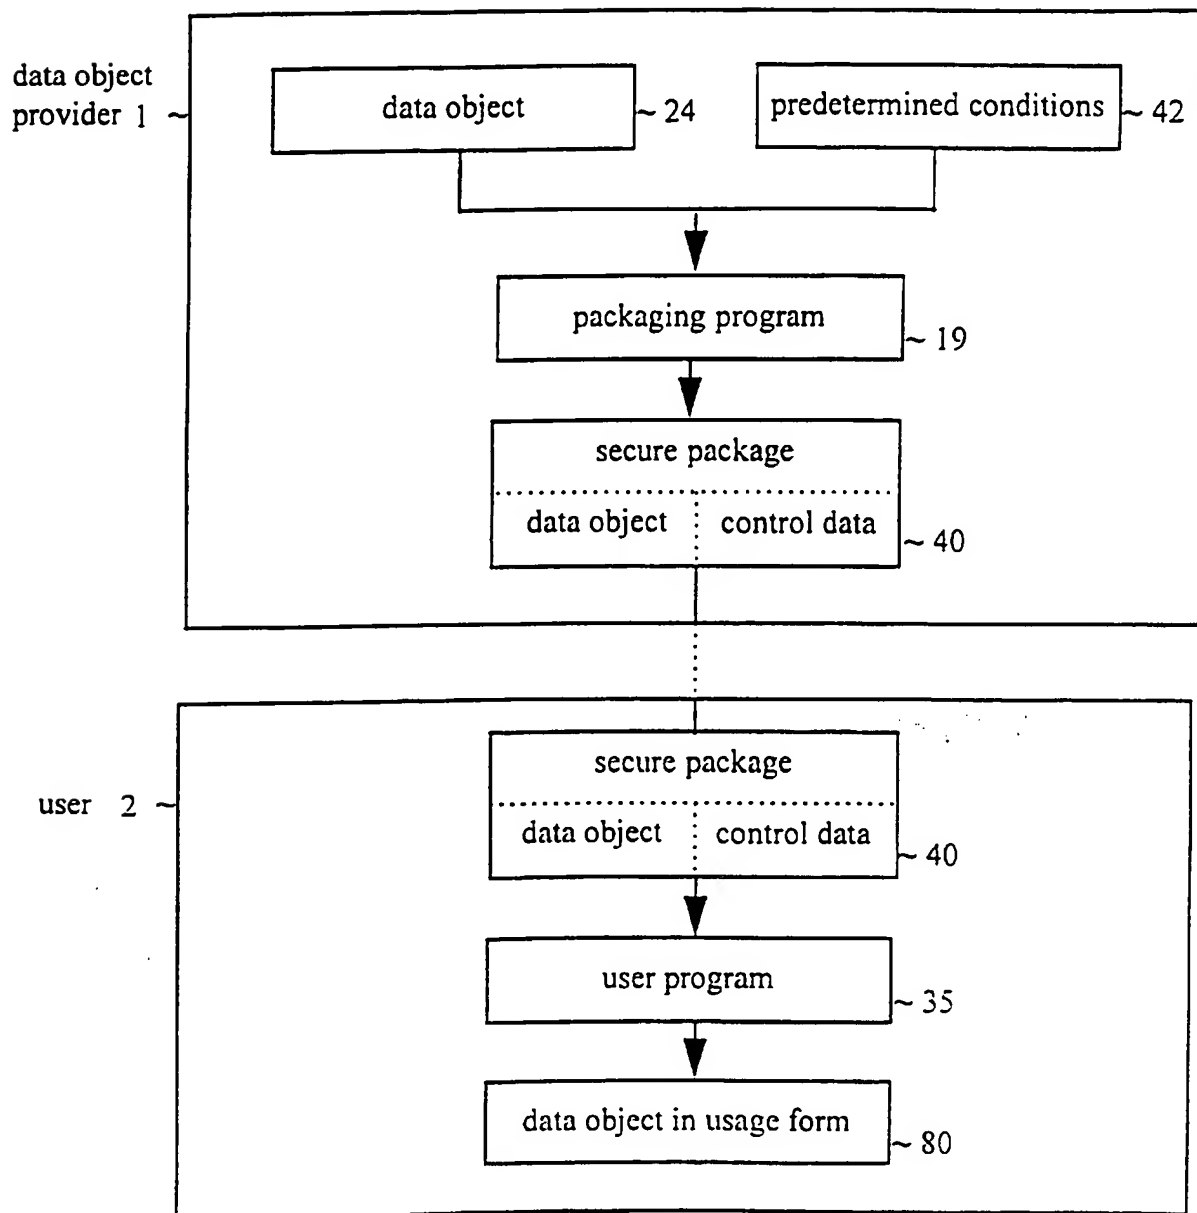 data object
provider 1 ~
data object
~ 24
predetermined conditions
~ 42
packaging program
~ 19
secure package
data object
control data
~ 40
user 2 ~
secure package
data object
control data
~ 40
user program
~ 35
data object in usage form
~ 80